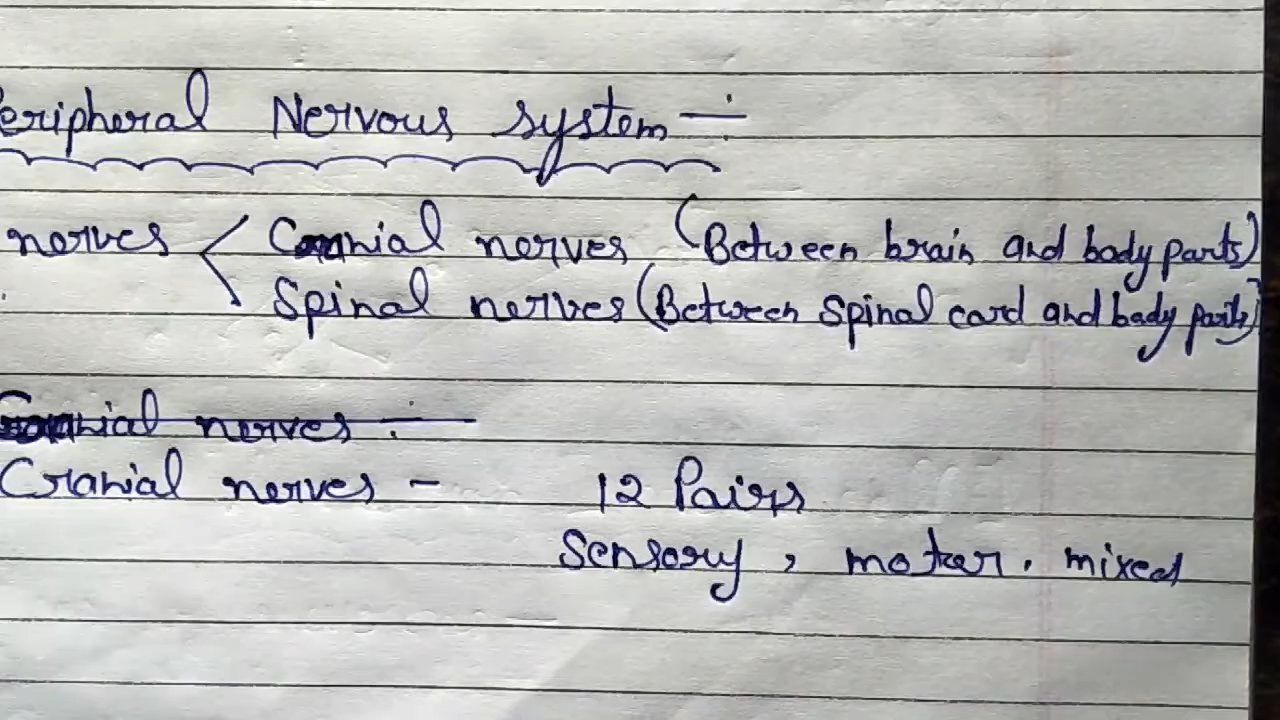 eripheral Nervous system :-
nerves < Cranial nerves (Between brain and body parts)
Spinal nerves (Between Spinal cord and body parts)
Cranial nerves :-
Cranial nerves - 12 Pairs
Sensory, motor, mixed